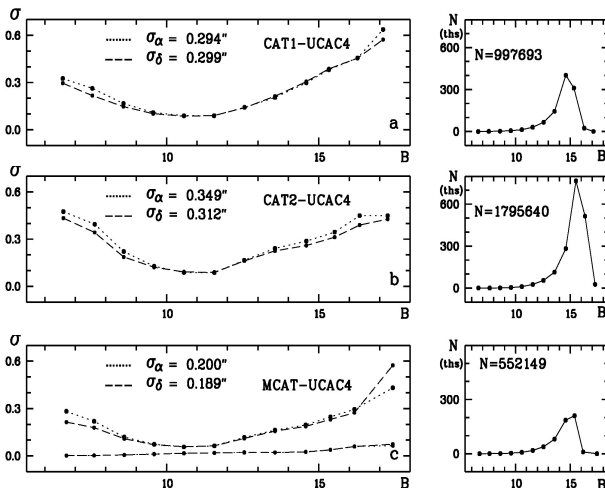 σ
N
(ths)
0.6
0.3
0.0
σα = 0.294"
σδ = 0.299"
CAT1-UCAC4
a
10
15
B
600
300
0
N=997693
10
15
B
σ
N
(ths)
0.6
0.3
0.0
σα = 0.349"
σδ = 0.312"
CAT2-UCAC4
b
10
15
B
600
300
0
N=1795640
10
15
B
σ
N
(ths)
0.6
0.3
0.0
σα = 0.200"
σδ = 0.189"
MCAT-UCAC4
c
10
15
B
600
300
0
N=552149
10
15
B